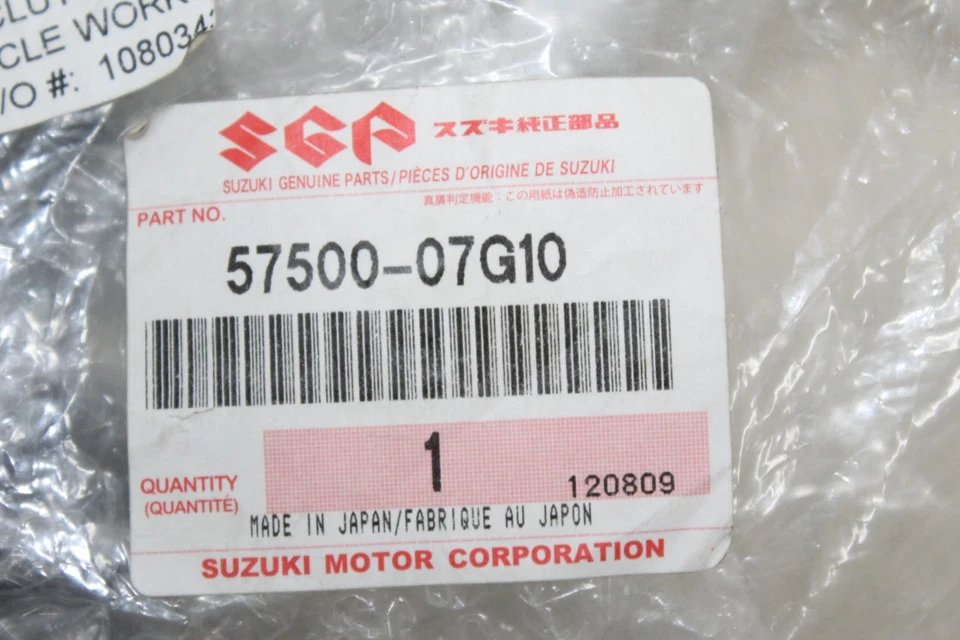 CLUT
CLE WORK
/O #: 108034
SGP スズキ純正部品
SUZUKI GENUINE PARTS/PIÈCES D'ORIGINE DE SUZUKI
真贋判定機能:この用紙は偽造防止加工されています
PART NO.
57500-07G10
1
120809
QUANTITY
(QUANTITÉ)
MADE IN JAPAN/FABRIQUE AU JAPON
SUZUKI MOTOR CORPORATION